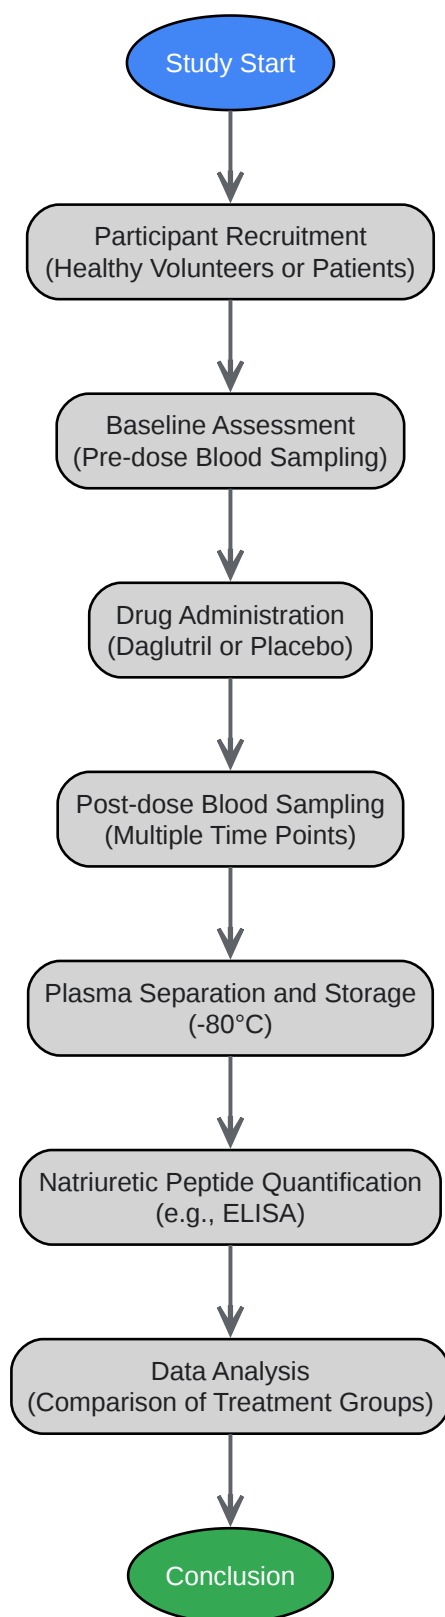 Study Start
Participant Recruitment
(Healthy Volunteers or Patients)
Baseline Assessment
(Pre-dose Blood Sampling)
Drug Administration
(Daglutril or Placebo)
Post-dose Blood Sampling
(Multiple Time Points)
Plasma Separation and Storage
(-80°C)
Natriuretic Peptide Quantification
(e.g., ELISA)
Data Analysis
(Comparison of Treatment Groups)
Conclusion